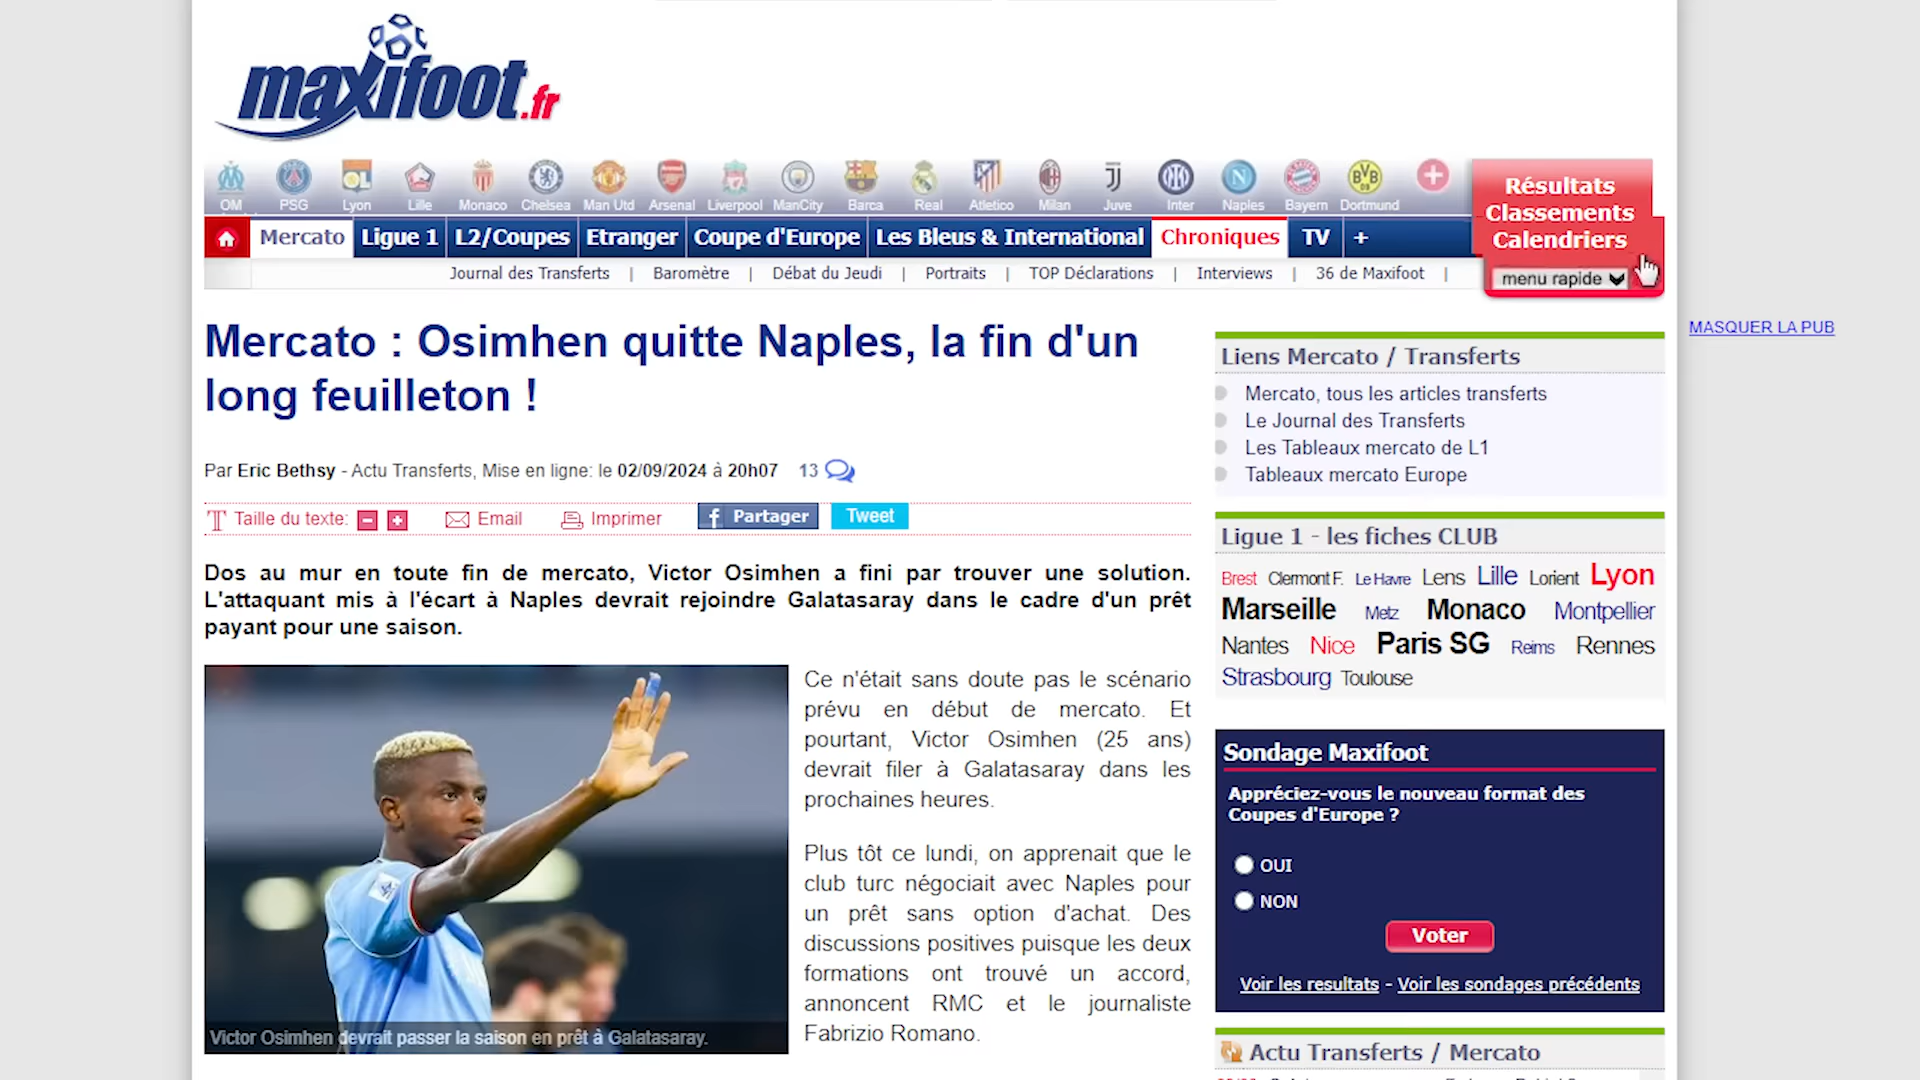 maxifoot.fr
OM PSG Lyon Lille Monaco Chelsea Man Utd Arsenal Liverpool ManCity Barca Real Atletico Milan Juve Inter Naples Bayern Dortmund
Résultats
Classements
Calendriers
menu rapide
Mercato Ligue 1 L2/Coupes Etranger Coupe d'Europe Les Bleus & International Chroniques TV +
Journal des Transferts | Baromètre | Débat du Jeudi | Portraits | TOP Déclarations | Interviews | 36 de Maxifoot |
MASQUER LA PUB
Mercato : Osimhen quitte Naples, la fin d'un
long feuilleton !
Par Eric Bethsy - Actu Transferts, Mise en ligne: le 02/09/2024 à 20h07 13
Taille du texte: - + Email Imprimer f Partager Tweet
Dos au mur en toute fin de mercato, Victor Osimhen a fini par trouver une solution.
L'attaquant mis à l'écart à Naples devrait rejoindre Galatasaray dans le cadre d'un prêt
payant pour une saison.
Victor Osimhen devrait passer la saison en prêt à Galatasaray.
Ce n'était sans doute pas le scénario
prévu en début de mercato. Et
pourtant, Victor Osimhen (25 ans)
devrait filer à Galatasaray dans les
prochaines heures.
Plus tôt ce lundi, on apprenait que le
club turc négociait avec Naples pour
un prêt sans option d'achat. Des
discussions positives puisque les deux
formations ont trouvé un accord,
annoncent RMC et le journaliste
Fabrizio Romano.
Liens Mercato / Transferts
Mercato, tous les articles transferts
Le Journal des Transferts
Les Tableaux mercato de L1
Tableaux mercato Europe
Ligue 1 - les fiches CLUB
Brest Clermont F. Le Havre Lens Lille Lorient Lyon
Marseille Metz Monaco Montpellier
Nantes Nice Paris SG Reims Rennes
Strasbourg Toulouse
Sondage Maxifoot
Appréciez-vous le nouveau format des
Coupes d'Europe ?
OUI
NON
Voter
Voir les resultats - Voir les sondages précédents
Actu Transferts / Mercato